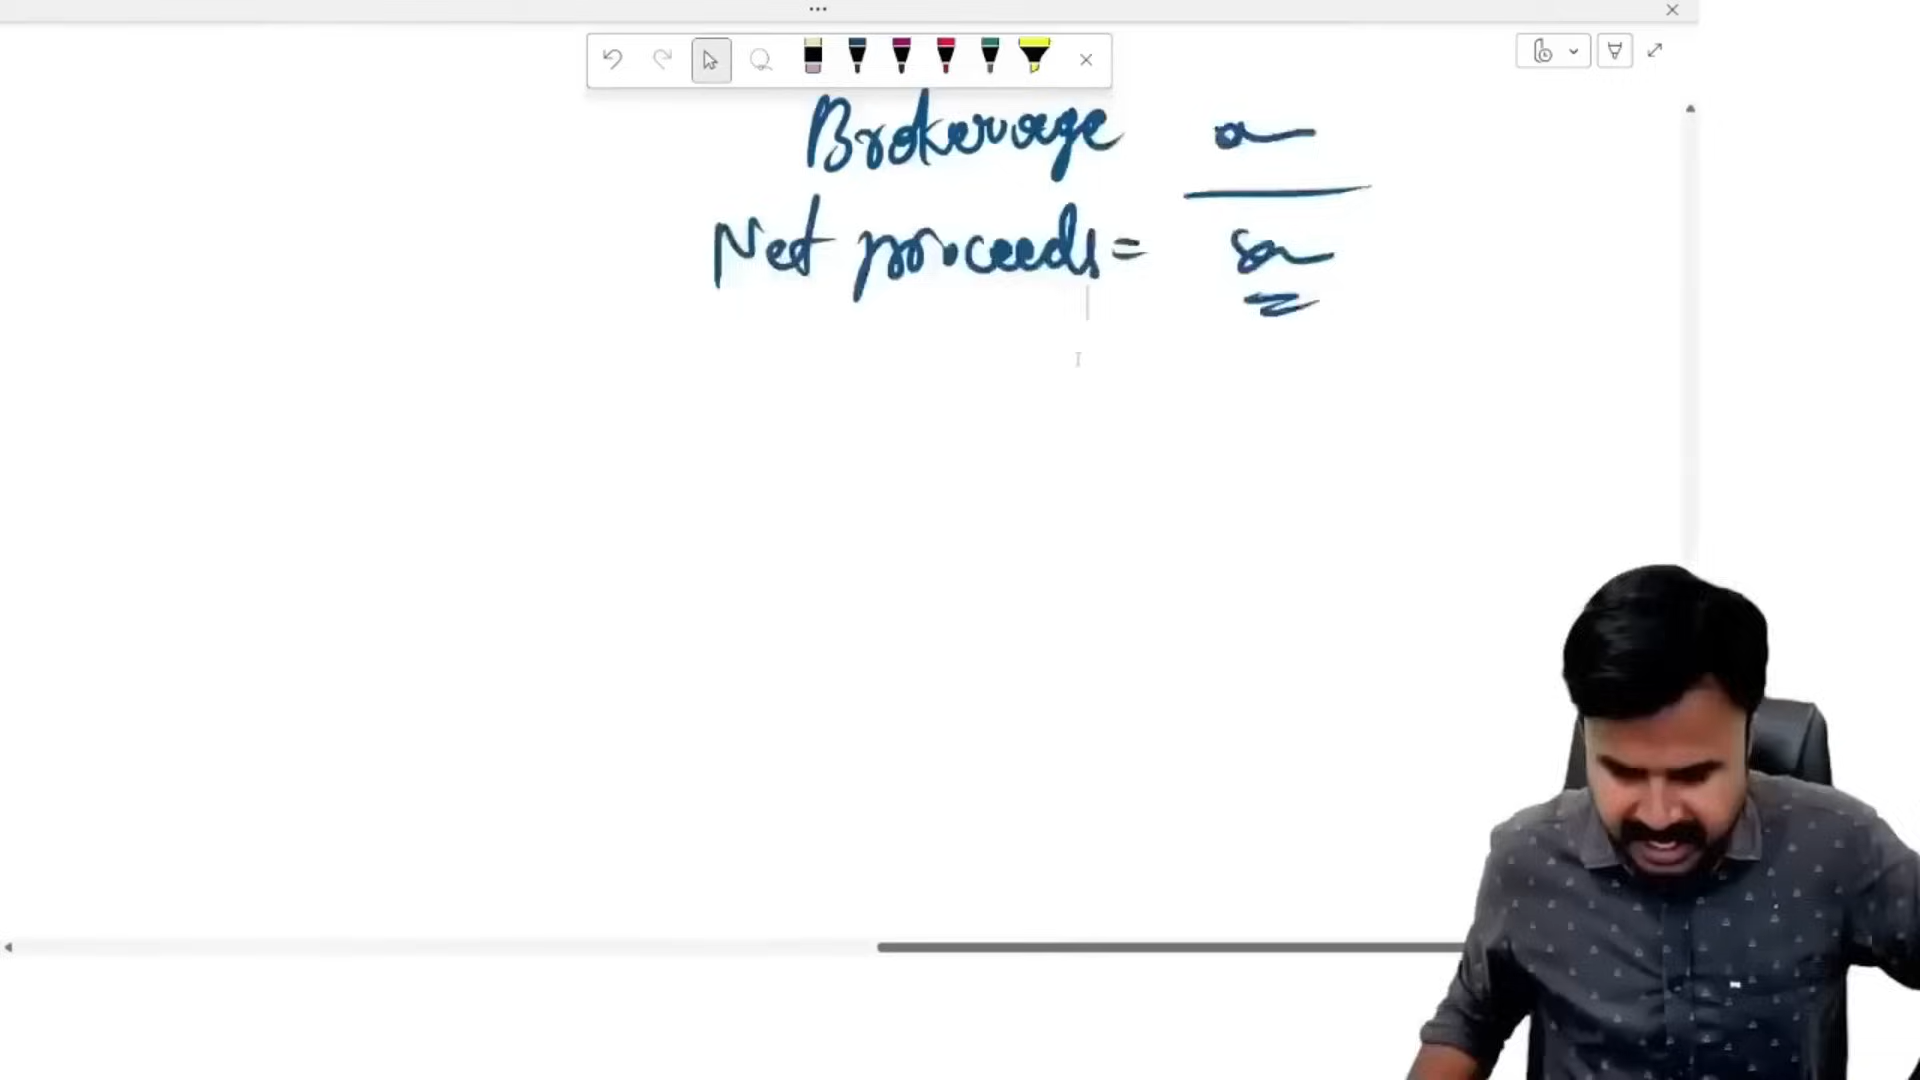 Brokerage
Net proceeds =